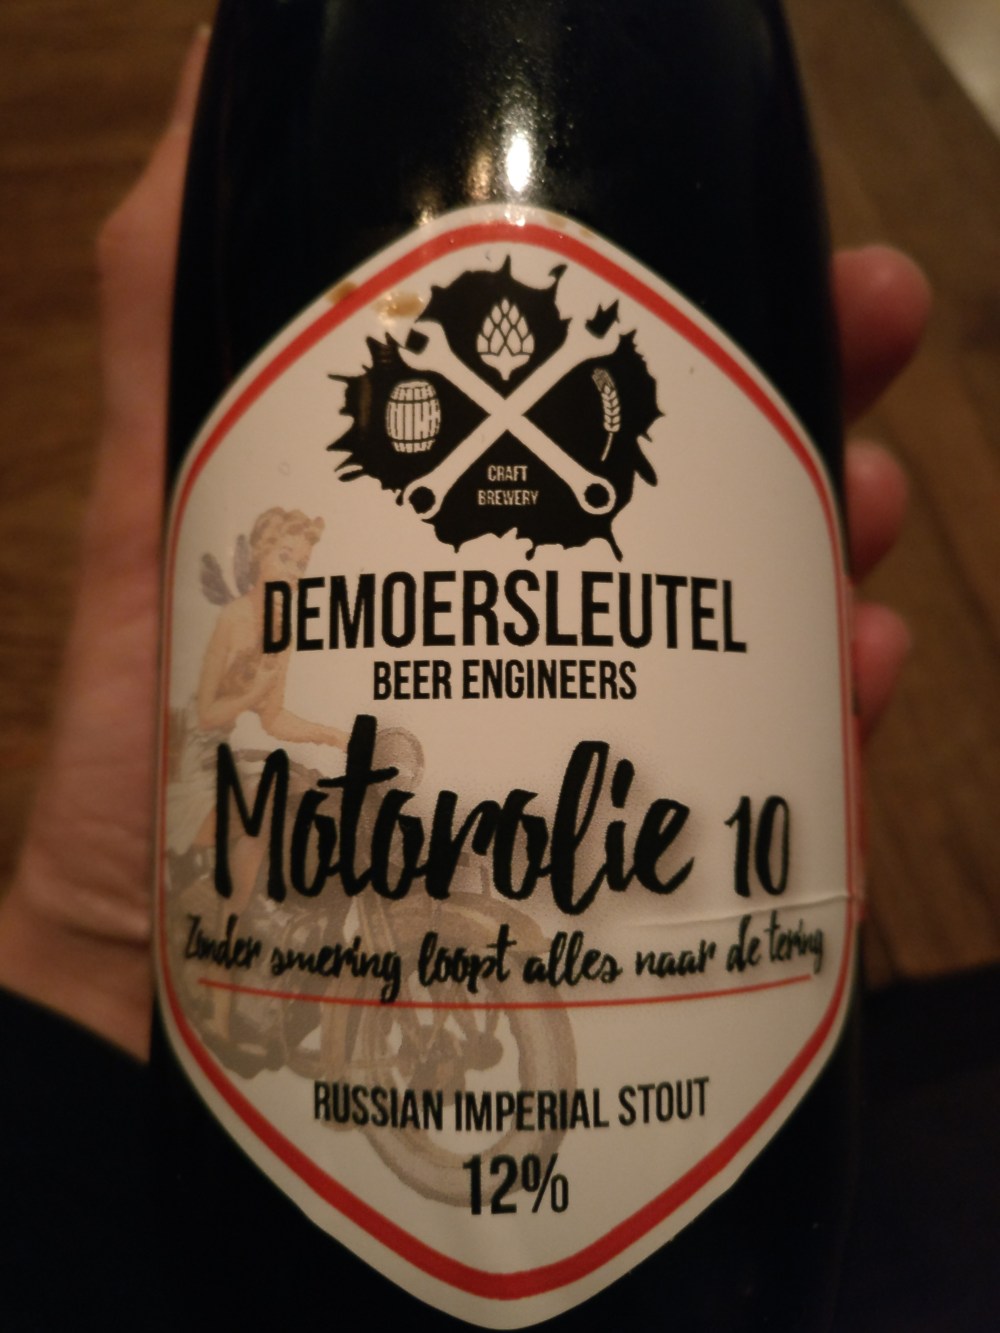 CRAFT
BREWERY
DEMOERSLEUTEL
BEER ENGINEERS
Motorolie 10
Zonder smering loopt alles naar de tering
RUSSIAN IMPERIAL STOUT
12%